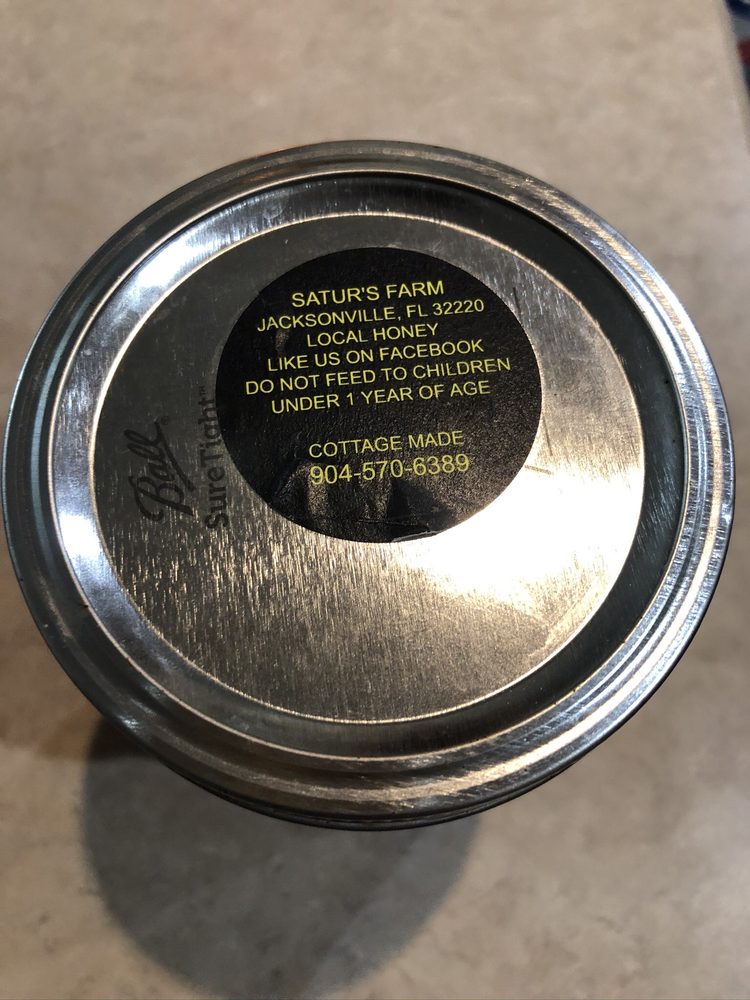 SATUR'S FARM
JACKSONVILLE, FL 32220
LOCAL HONEY
LIKE US ON FACEBOOK
DO NOT FEED TO CHILDREN
UNDER 1 YEAR OF AGE
COTTAGE MADE
904-570-6389
Ball®
SureTight™